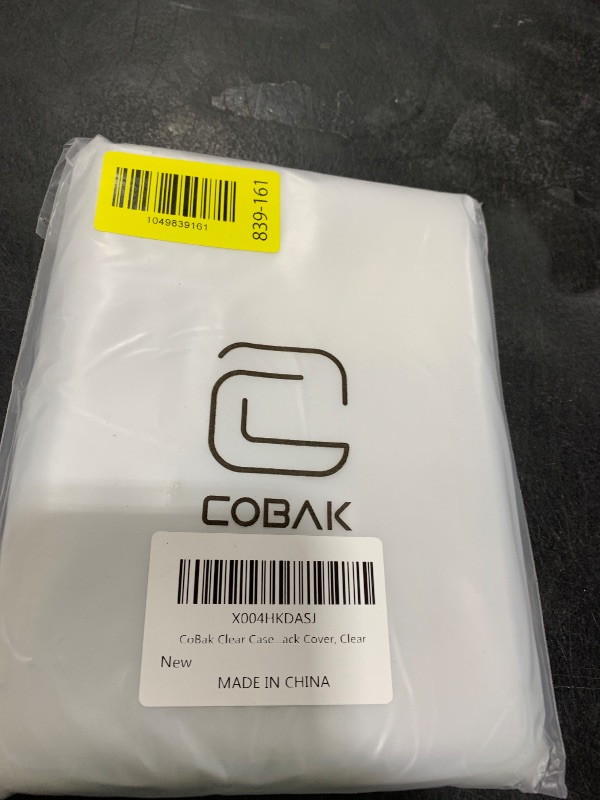 1049839161
839-161
COBAK
X004HKDASJ
CoBak Clear Case...ack Cover, Clear
New
MADE IN CHINA